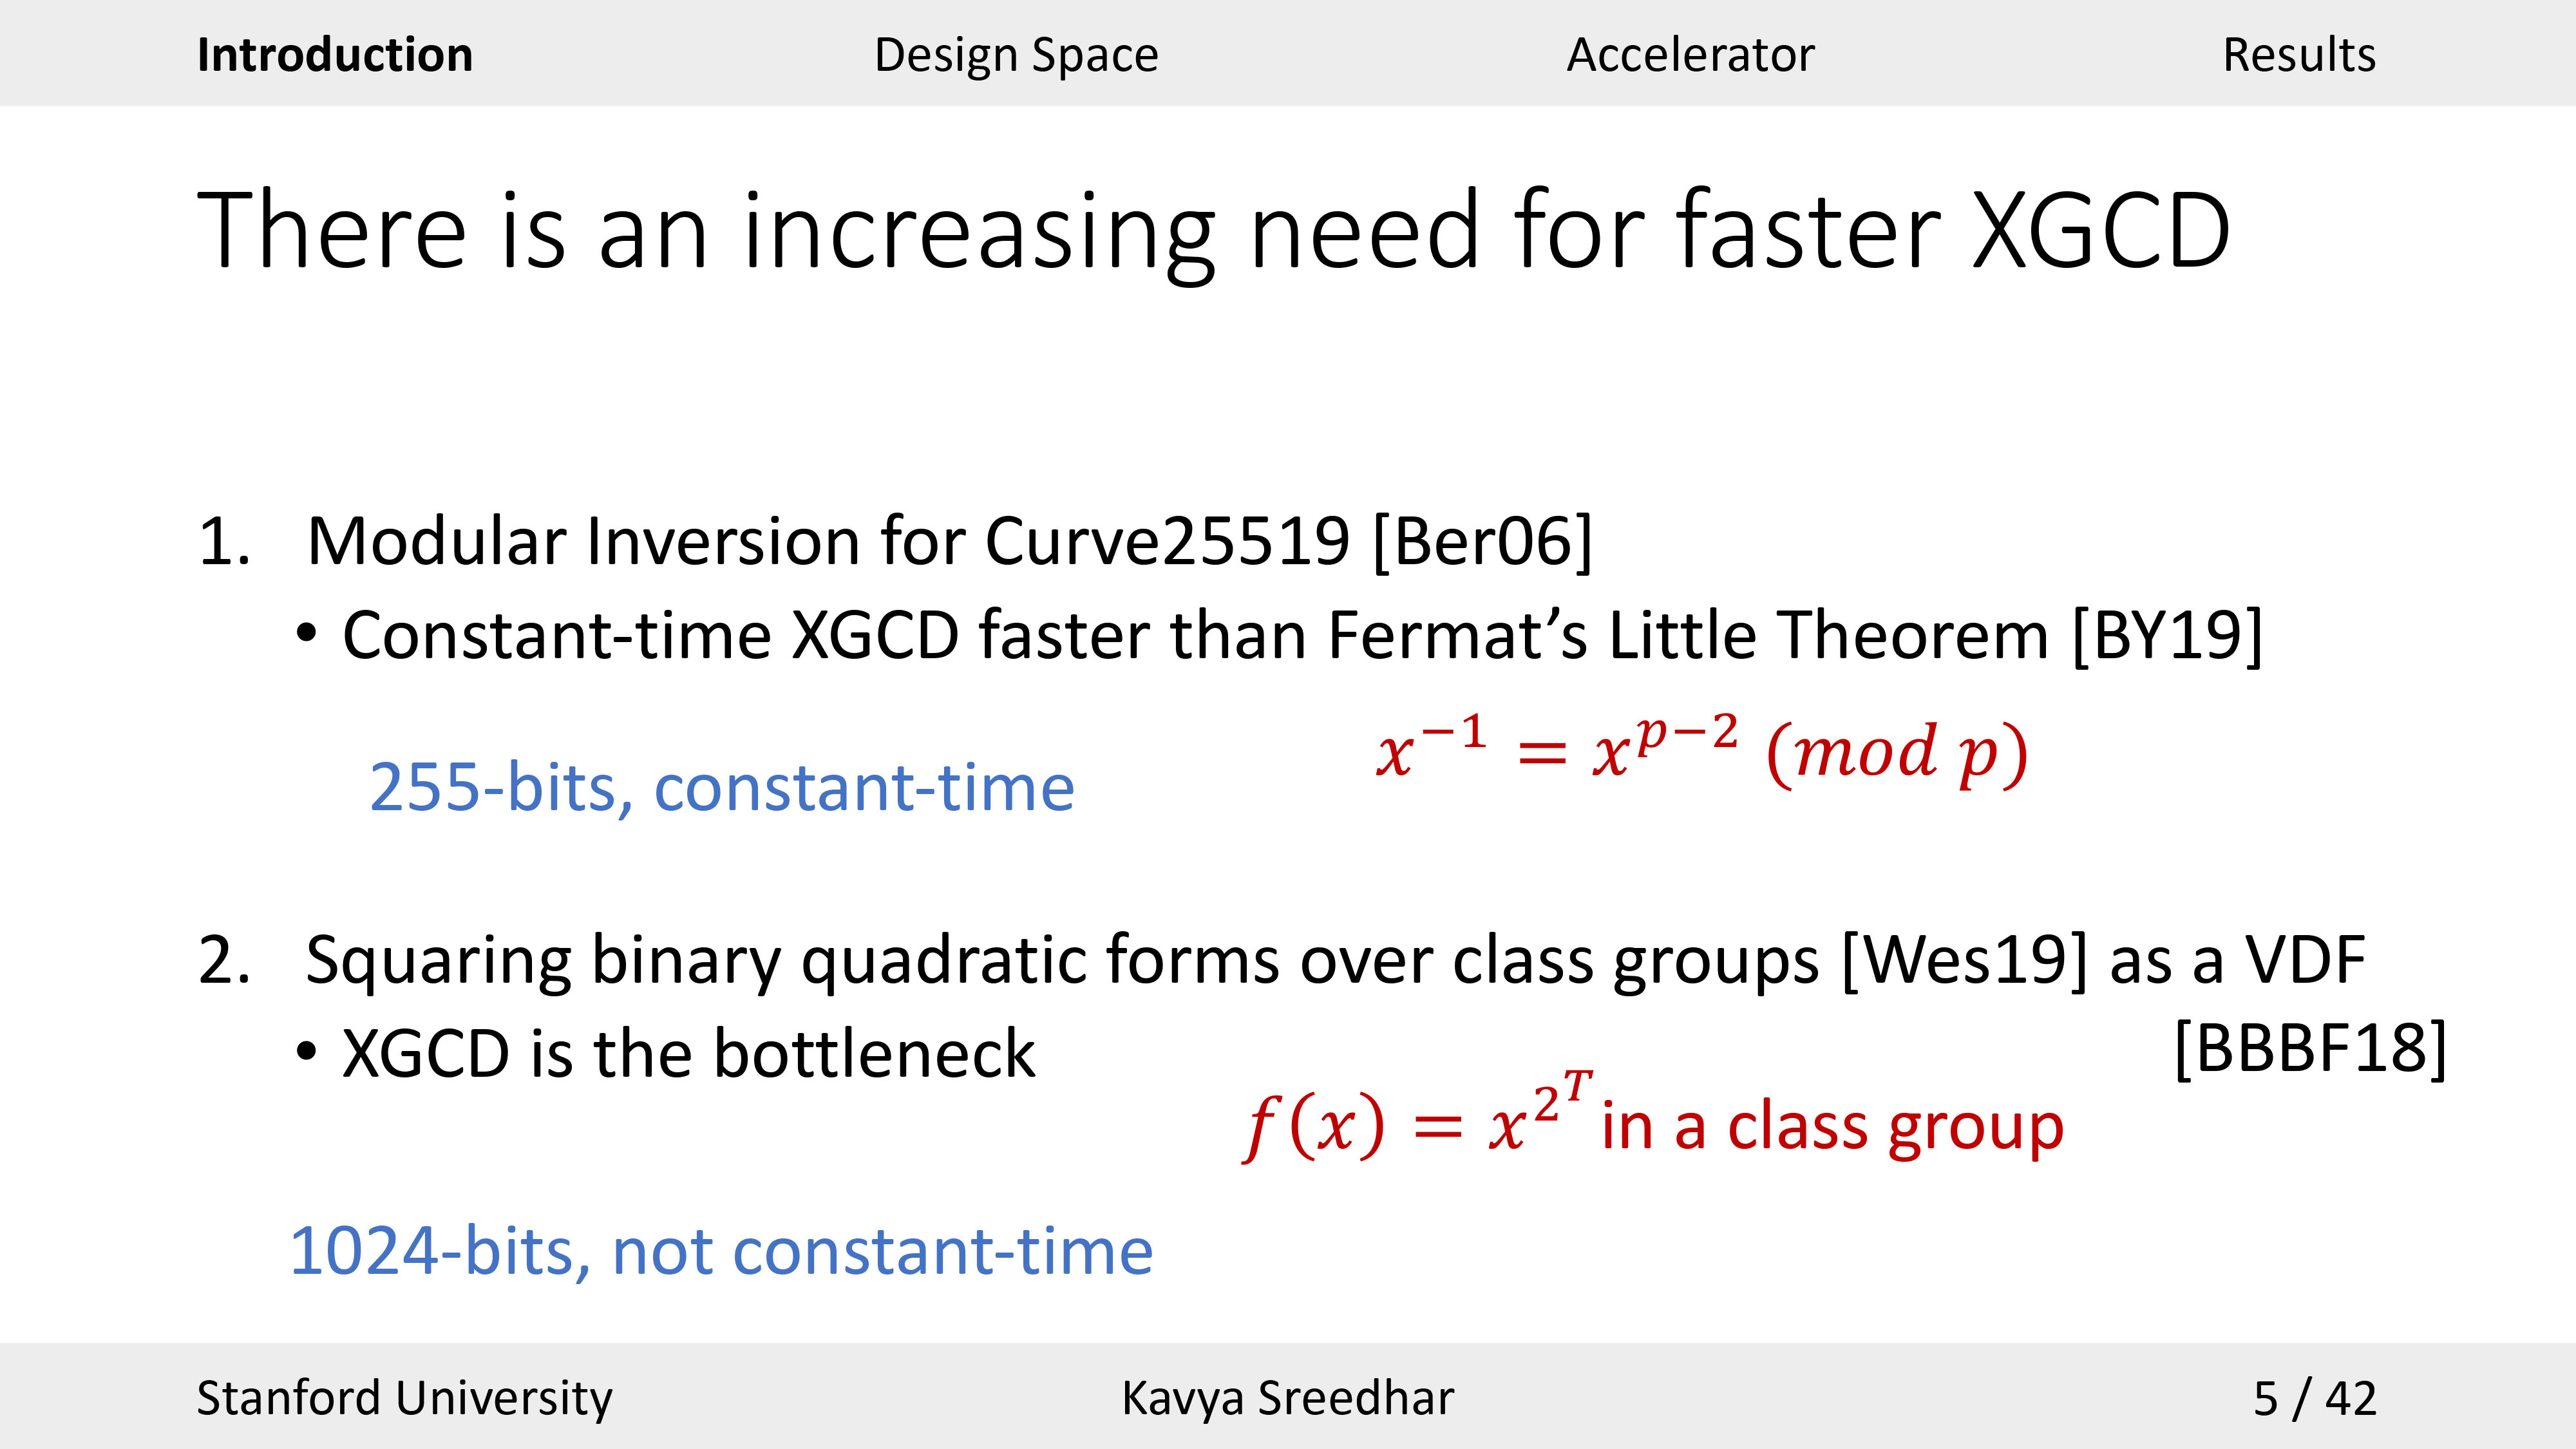 Introduction Design Space Accelerator Results
There is an increasing need for faster XGCD
1. Modular Inversion for Curve25519 [Ber06]
• Constant-time XGCD faster than Fermat’s Little Theorem [BY19]
x⁻¹ = x^{p−2} (mod p)
255-bits, constant-time
2. Squaring binary quadratic forms over class groups [Wes19] as a VDF
[BBBF18]
• XGCD is the bottleneck
f(x) = x^{2^T} in a class group
1024-bits, not constant-time
Stanford University Kavya Sreedhar 5 / 42